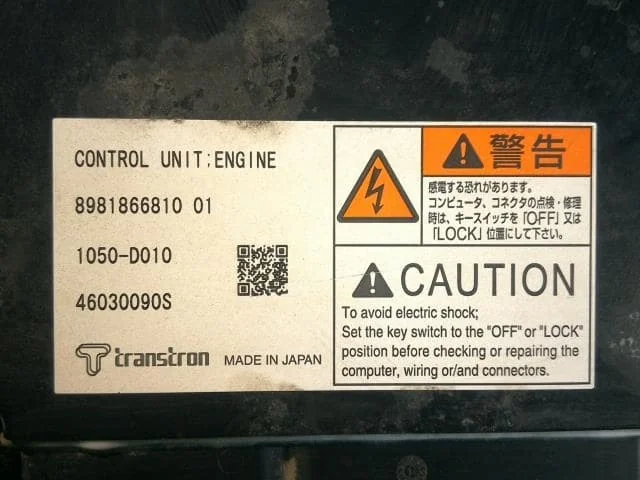 CONTROL UNIT;ENGINE
8981866810 01
1050-D010
46030090S
transtron MADE IN JAPAN
警告
感電する恐れがあります。
コンピュータ、コネクタの点検・修理
時は、キースイッチを「OFF」又は
「LOCK」位置にして下さい。
CAUTION
To avoid electric shock;
Set the key switch to the "OFF" or "LOCK"
position before checking or repairing the
computer, wiring or/and connectors.